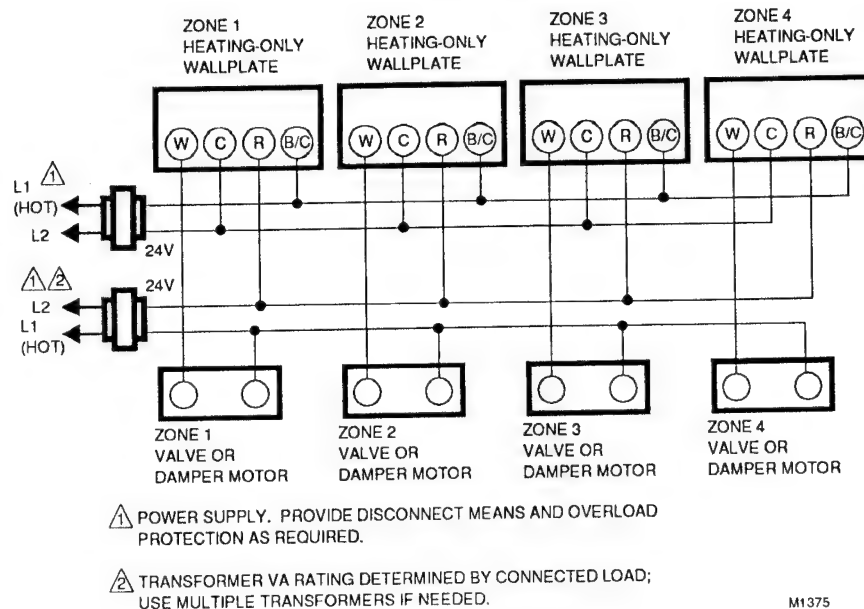 ZONE 1
HEATING-ONLY
WALLPLATE
ZONE 2
HEATING-ONLY
WALLPLATE
ZONE 3
HEATING-ONLY
WALLPLATE
ZONE 4
HEATING-ONLY
WALLPLATE
W C R B/C
W C R B/C
W C R B/C
W C R B/C
L1 1
(HOT)
L2
24V
1 2
24V
L2
L1
(HOT)
ZONE 1
VALVE OR
DAMPER MOTOR
ZONE 2
VALVE OR
DAMPER MOTOR
ZONE 3
VALVE OR
DAMPER MOTOR
ZONE 4
VALVE OR
DAMPER MOTOR
1 POWER SUPPLY. PROVIDE DISCONNECT MEANS AND OVERLOAD
PROTECTION AS REQUIRED.
2 TRANSFORMER VA RATING DETERMINED BY CONNECTED LOAD;
USE MULTIPLE TRANSFORMERS IF NEEDED.
M1375